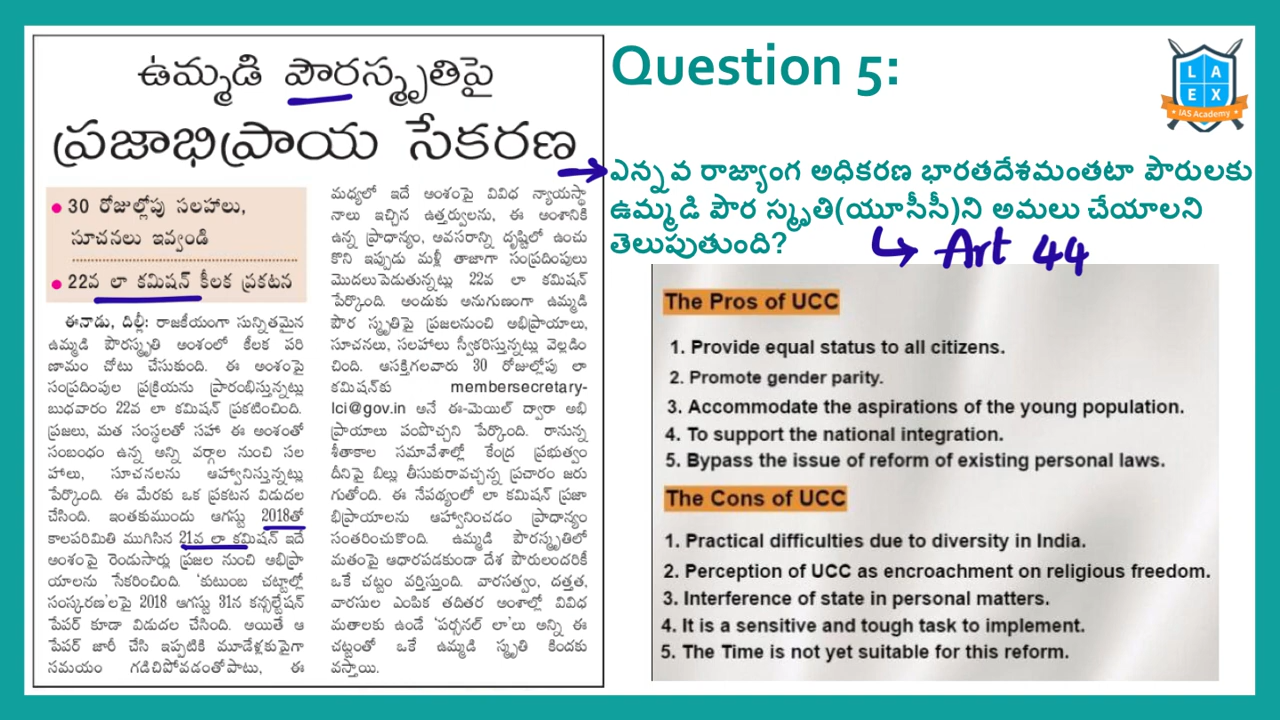 ఉమ్మడి పౌరస్మృతిపై
ప్రజాభిప్రాయ సేకరణ
• 30 రోజుల్లోపు సలహాలు,
సూచనలు ఇవ్వండి
• 22వ లా కమిషన్ కీలక ప్రకటన
ఈనాడు, దిల్లీ: రాజకీయంగా సున్నితమైన
ఉమ్మడి పౌరస్మృతి అంశంలో కీలక పరి
ణామం చోటు చేసుకుంది. ఈ అంశంపై
సంప్రదింపుల ప్రక్రియను ప్రారంభిస్తున్నట్లు
బుధవారం 22వ లా కమిషన్ ప్రకటించింది.
ప్రజలు, మత సంస్థలతో సహా ఈ అంశంతో
సంబంధం ఉన్న అన్ని వర్గాల నుంచి సల
హాలు, సూచనలను ఆహ్వానిస్తున్నట్లు
పేర్కొంది. ఈ మేరకు ఒక ప్రకటన విడుదల
చేసింది. ఇంతకుముందు ఆగస్టు 2018తో
కాలపరిమితి ముగిసిన 21వ లా కమిషన్ ఇదే
అంశంపై రెండుసార్లు ప్రజల నుంచి అభిప్రా
యాలను సేకరించింది. ‘కుటుంబ చట్టాల్లో
సంస్కరణ’లపై 2018 ఆగస్టు 31న కన్సల్టేషన్
పేపర్ కూడా విడుదల చేసింది. అయితే ఆ
పేపర్ జారీ చేసి ఇప్పటికి మూడేళ్లకుపైగా
సమయం గడిచిపోవడంతోపాటు, ఈ
మధ్యలో ఇదే అంశంపై వివిధ న్యాయస్థా
నాలు ఇచ్చిన ఉత్తర్వులను, ఈ అంశానికి
ఉన్న ప్రాధాన్యం, అవసరాన్ని దృష్టిలో ఉంచు
కొని ఇప్పుడు మళ్లీ తాజాగా సంప్రదింపులు
మొదలుపెడుతున్నట్లు 22వ లా కమిషన్
పేర్కొంది. అందుకు అనుగుణంగా ఉమ్మడి
పౌర స్మృతిపై ప్రజలనుంచి అభిప్రాయాలు,
సూచనలు, సలహాలు స్వీకరిస్తున్నట్లు వెల్లడిం
చింది. ఆసక్తిగలవారు 30 రోజుల్లోపు లా
కమిషన్‌కు membersecretary-
lci@gov.in అనే ఈ-మెయిల్ ద్వారా అభి
ప్రాయాలు పంపొచ్చని పేర్కొంది. రానున్న
శీతాకాల సమావేశాల్లో కేంద్ర ప్రభుత్వం
దీనిపై బిల్లు తీసుకురావచ్చన్న ప్రచారం జరు
గుతోంది. ఈ నేపథ్యంలో లా కమిషన్ ప్రజా
భిప్రాయాలను ఆహ్వానించడం ప్రాధాన్యం
సంతరించుకొంది. ఉమ్మడి పౌరస్మృతిలో
మతంపై ఆధారపడకుండా దేశ పౌరులందరికీ
ఒకే చట్టం వర్తిస్తుంది. వారసత్వం, దత్తత,
వారసుల ఎంపిక తదితర అంశాల్లో వివిధ
మతాలకు ఉండే ‘పర్సనల్ లా’లు అన్ని ఈ
చట్టంతో ఒకే ఉమ్మడి స్మృతి కిందకు
వస్తాయి.
Question 5:
L A
E X
IAS Academy
ఎన్నవ రాజ్యాంగ అధికరణ భారతదేశమంతటా పౌరులకు
ఉమ్మడి పౌర స్మృతి(యూసీసీ)ని అమలు చేయాలని
తెలుపుతుంది?
Art 44
The Pros of UCC
1. Provide equal status to all citizens.
2. Promote gender parity.
3. Accommodate the aspirations of the young population.
4. To support the national integration.
5. Bypass the issue of reform of existing personal laws.
The Cons of UCC
1. Practical difficulties due to diversity in India.
2. Perception of UCC as encroachment on religious freedom.
3. Interference of state in personal matters.
4. It is a sensitive and tough task to implement.
5. The Time is not yet suitable for this reform.